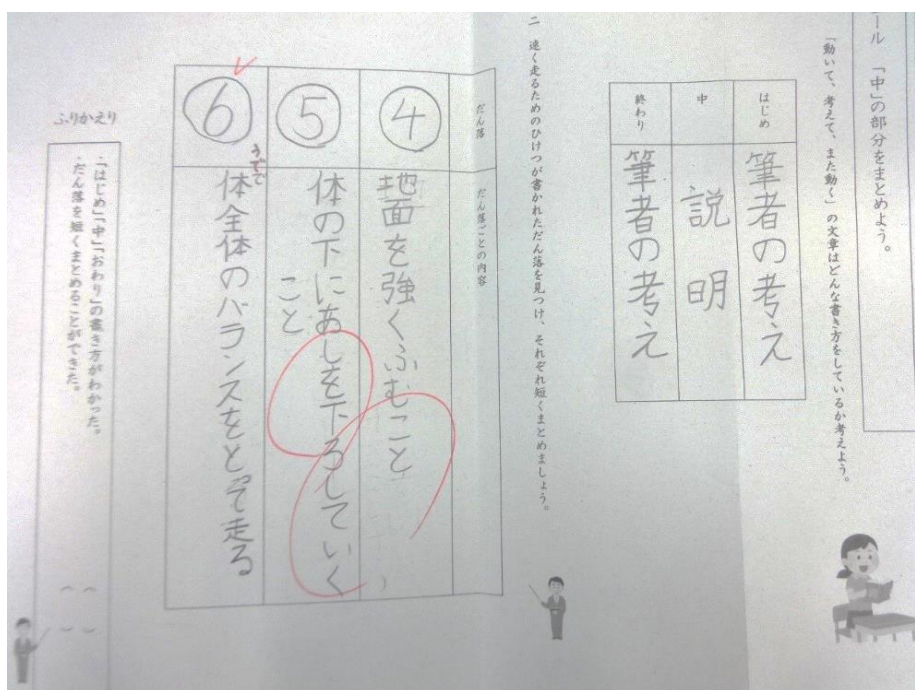 ール 「中」の部分をまとめよう。
「動いて、考えて、また動く」の文章はどんな書き方をしているか考えよう。
はじめ
筆者の考え
中
説明
終わり
筆者の考え
二 速く走るためのひけつが書かれただん落を見つけ、それぞれ短くまとめましょう。
だん落
だん落ごとの内容
④
地面を強くふむこと
⑤
体の下にあしを下ろしていく
こと
⑥
うでで
体全体のバランスをとって走る
ふりかえり
・「はじめ」「中」「おわり」の書き方がわかった。
・だん落を短くまとめることができた。